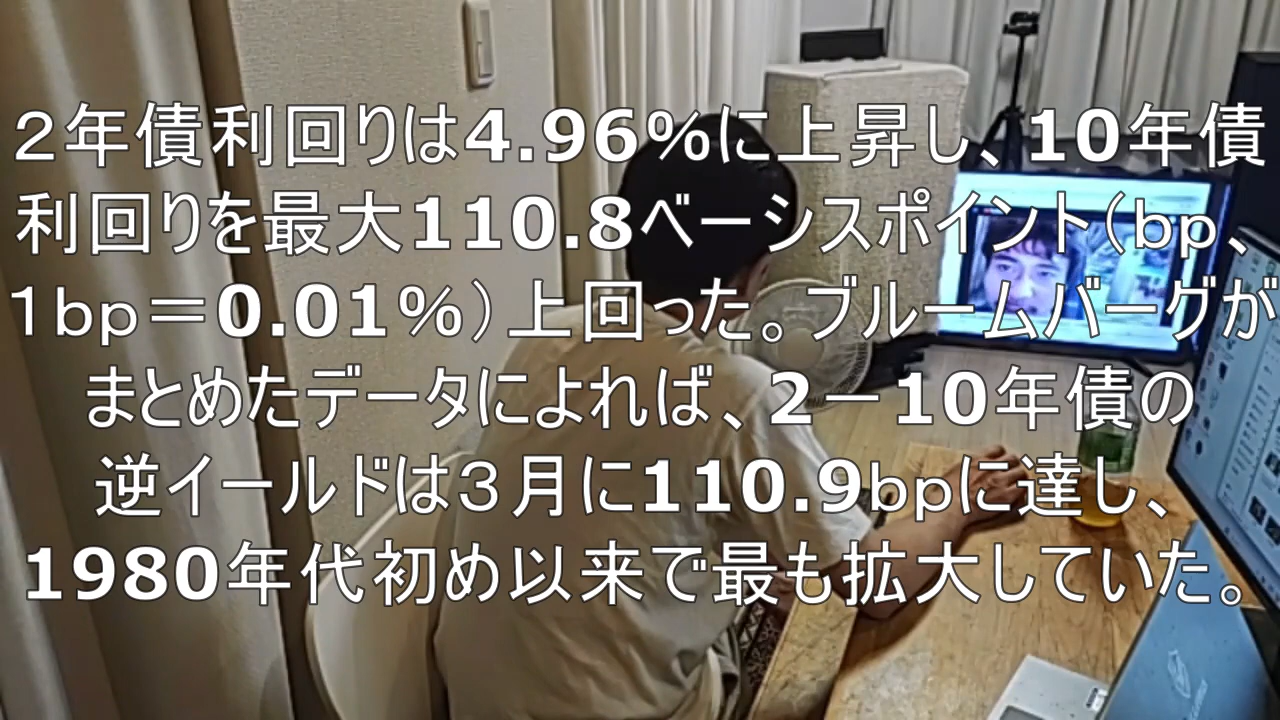 ２年債利回りは4.96％に上昇し、10年債
利回りを最大110.8ベーシスポイント（bp、
１bp＝0.01％）上回った。ブルームバーグが
まとめたデータによれば、2－10年債の
逆イールドは３月に110.9bpに達し、
1980年代初め以来で最も拡大していた。